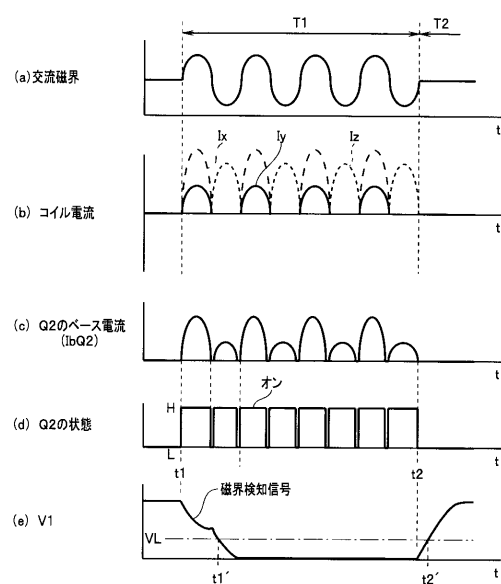 T1
T2
(a)交流磁界
t
Ix
Iy
Iz
(b) コイル電流
t
(c) Q2のベース電流
(IbQ2)
t
オン
H
(d) Q2の状態
L
t
t1
t2
磁界検知信号
(e) V1
VL
t
t1′
t2′